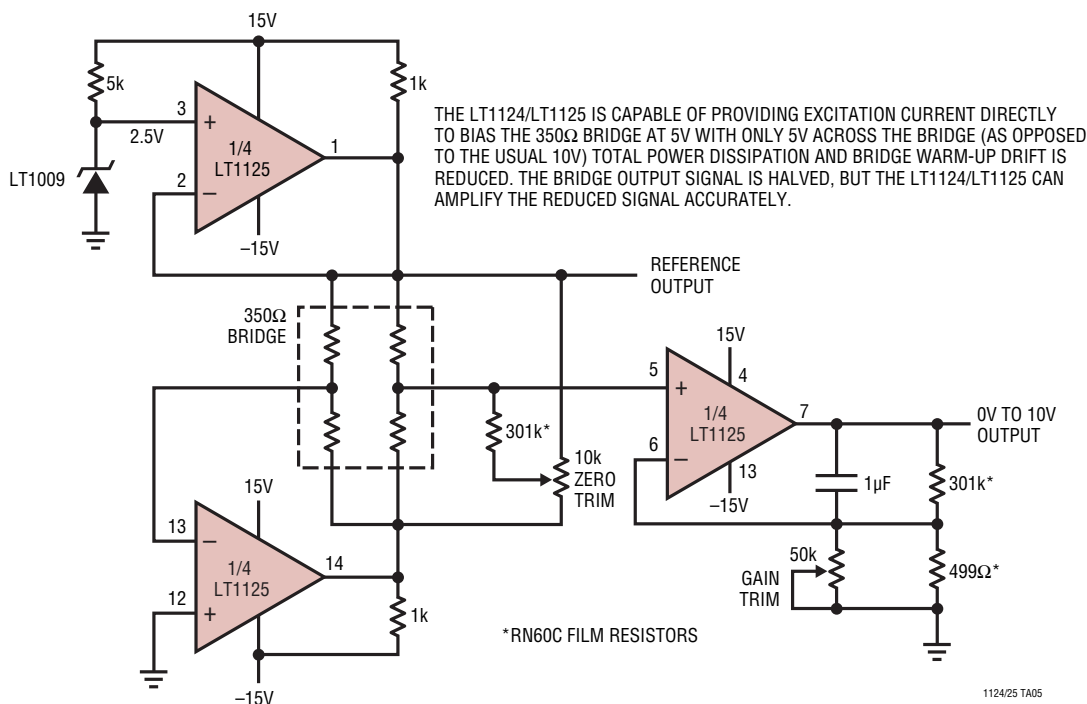 15V
5k
1k
3
+
2.5V
1/4
LT1125
1
LT1009
2
−
−15V
THE LT1124/LT1125 IS CAPABLE OF PROVIDING EXCITATION CURRENT DIRECTLY
TO BIAS THE 350Ω BRIDGE AT 5V WITH ONLY 5V ACROSS THE BRIDGE (AS OPPOSED
TO THE USUAL 10V) TOTAL POWER DISSIPATION AND BRIDGE WARM-UP DRIFT IS
REDUCED. THE BRIDGE OUTPUT SIGNAL IS HALVED, BUT THE LT1124/LT1125 CAN
AMPLIFY THE REDUCED SIGNAL ACCURATELY.
REFERENCE
OUTPUT
350Ω
BRIDGE
301k*
10k
ZERO
TRIM
15V
4
5
+
1/4
LT1125
7
6
−
13
−15V
0V TO 10V
OUTPUT
1µF
301k*
50k
GAIN
TRIM
499Ω*
15V
13
−
1/4
LT1125
14
12
+
1k
−15V
*RN60C FILM RESISTORS
1124/25 TA05